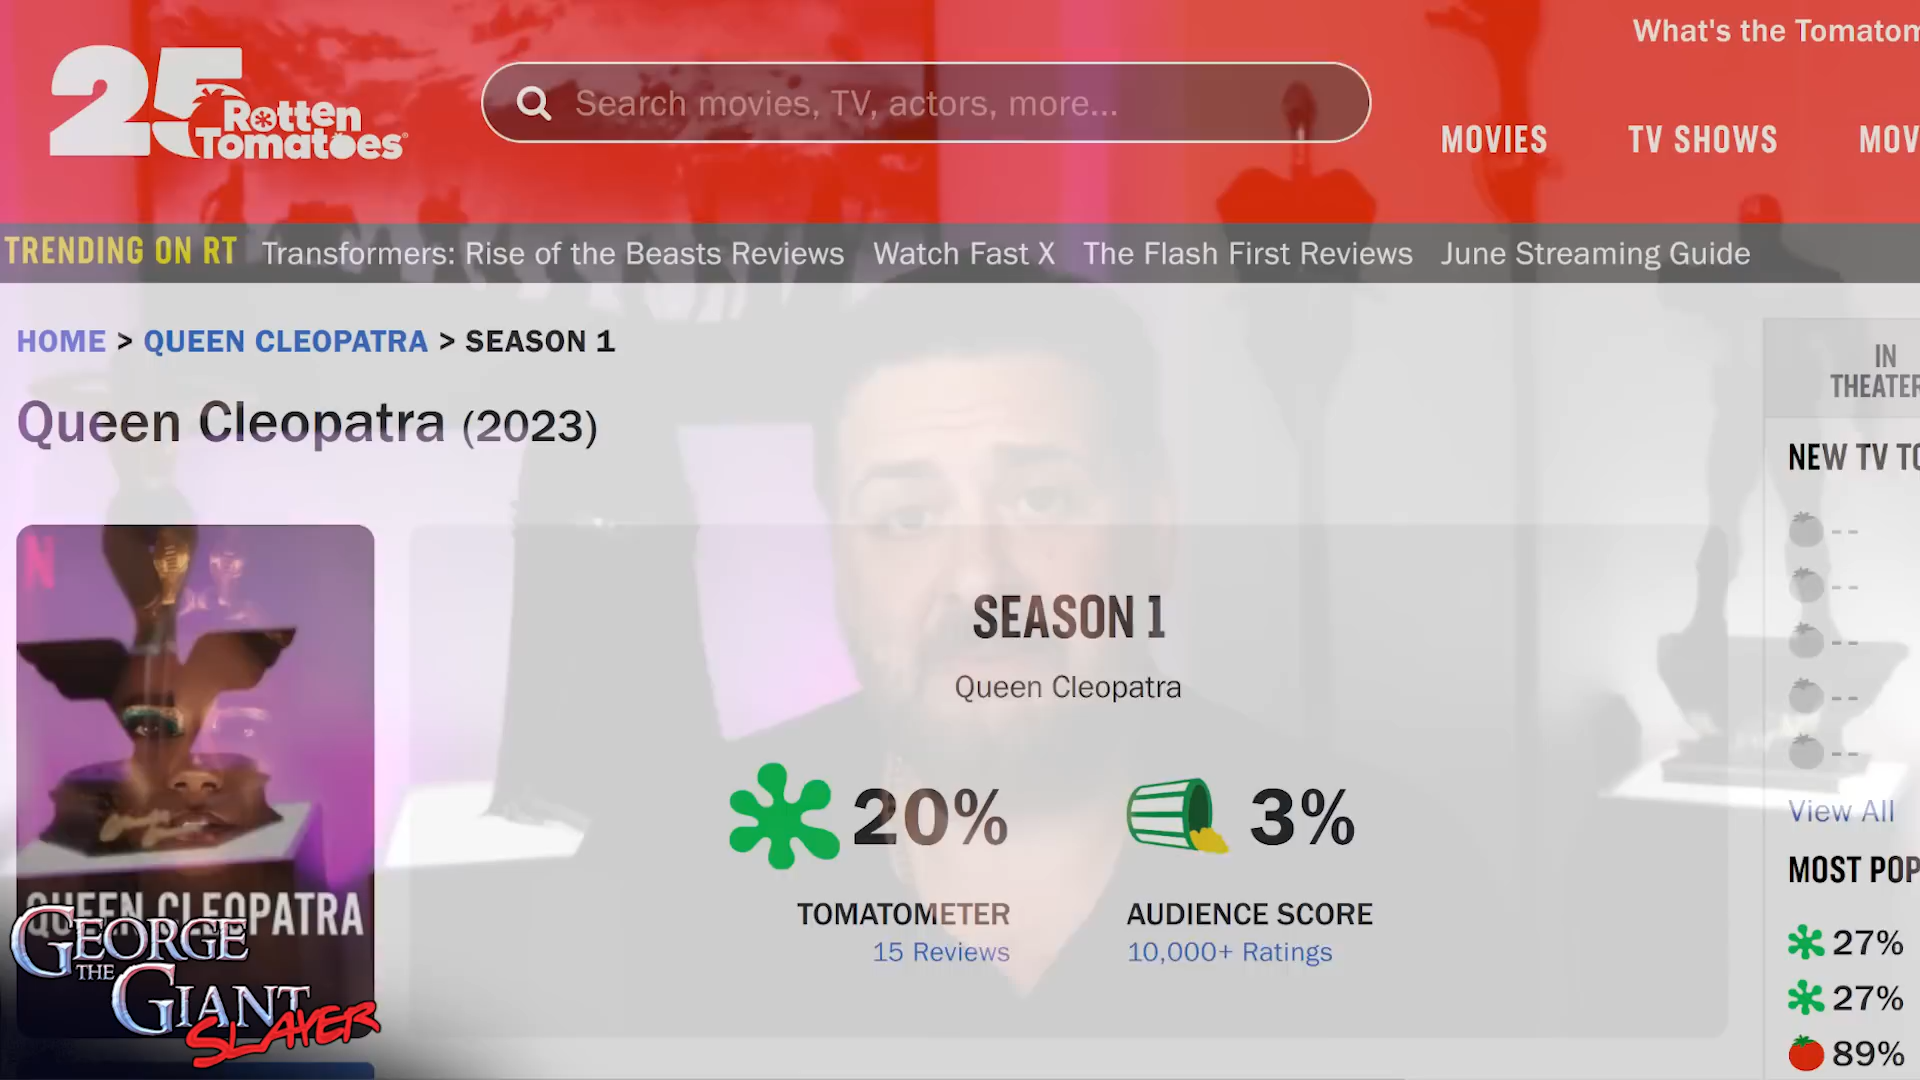 What's the Tomatom
25
Rotten
Tomatoes
Search movies, TV, actors, more...
MOVIES
TV SHOWS
MOV
TRENDING ON RT
Transformers: Rise of the Beasts Reviews
Watch Fast X
The Flash First Reviews
June Streaming Guide
HOME > QUEEN CLEOPATRA > SEASON 1
IN
THEATER
Queen Cleopatra (2023)
NEW TV TO
N
SEASON 1
Queen Cleopatra
20%
3%
TOMATOMETER
AUDIENCE SCORE
15 Reviews
10,000+ Ratings
View All
MOST POP
27%
27%
89%
QUEEN CLEOPATRA
GEORGE
THE
GIANT
SLAYER